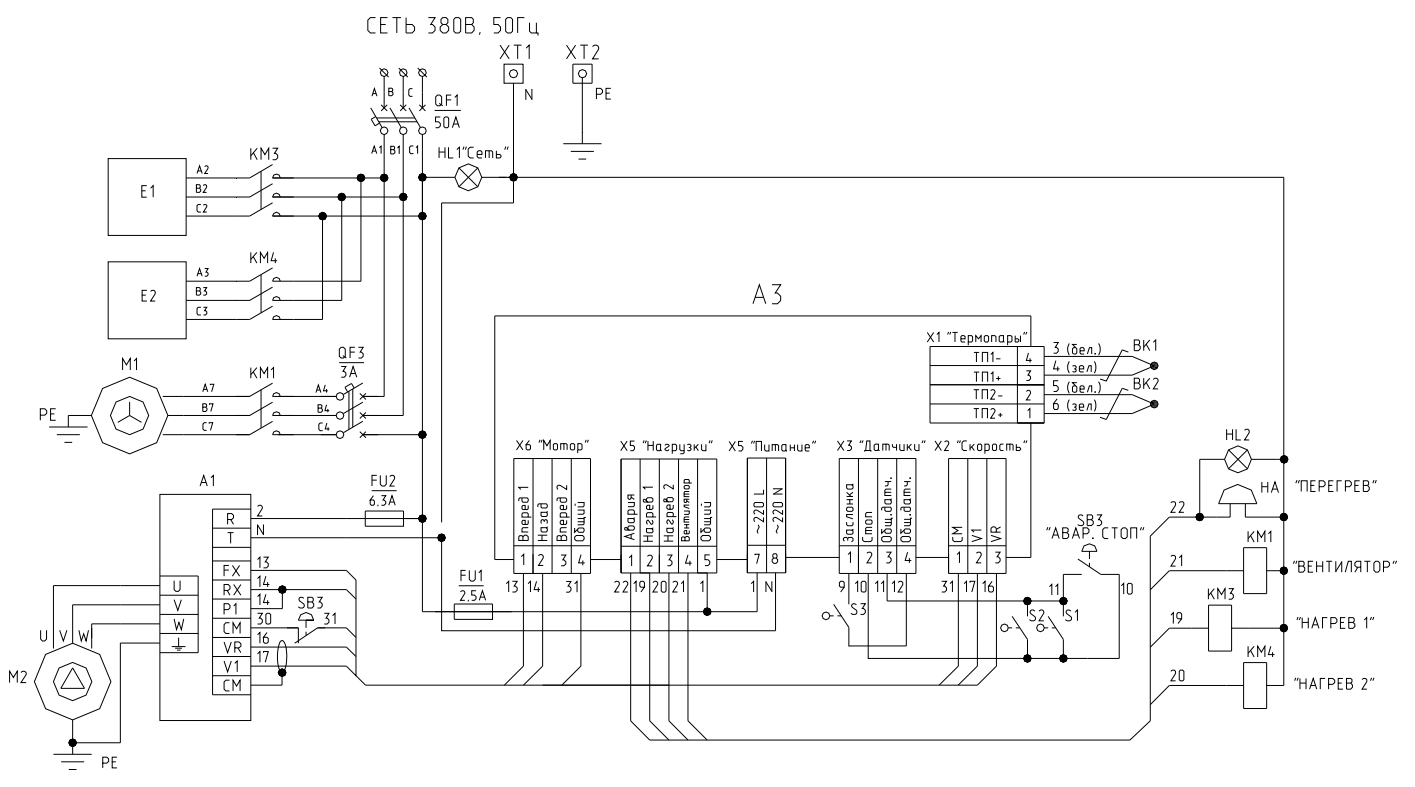 СЕТЬ 380В, 50Гц
XT1
XT2
N
PE
A B C
QF1
50A
A1 B1 C1
HL1"Сеть"
KM3
E1
A2
B2
C2
KM4
E2
A3
B3
C3
M1
KM1
QF3
3A
PE
A7
B7
C7
A4
B4
C4
A3
X1 "Термопары"
ТП1- 4 3 (бел.)
ТП1+ 3 4 (зел)
ТП2- 2 5 (бел.)
ТП2+ 1 6 (зел)
BK1
BK2
X6 "Мотор"
Вперед 1
Назад
Вперед 2
Общий
1 2 3 4
13 14 31
X5 "Нагрузки"
Авария
Нагрев 1
Нагрев 2
Вентилятор
Общий
1 2 3 4 5
22 19 20 21 1
X5 "Питание"
~220 L
~220 N
7 8
1 N
X3 "Датчики"
Заслонка
Стоп
Общ.датч.
Общ.датч.
1 2 3 4
9 10 11 12
X2 "Скорость"
CM
V1
VR
1 2 3
31 17 16
FU2
6.3A
FU1
2.5A
A1
R 2
T N
FX 13
RX 14
P1 14
CM 30
VR 16
V1 17
CM
SB3
31
U
V
W
U V W
M2
PE
S3
S2
S1
SB3
"АВАР. СТОП"
11
10
HL2
HA
"ПЕРЕГРЕВ"
22
KM1
21
"ВЕНТИЛЯТОР"
KM3
19
"НАГРЕВ 1"
KM4
20
"НАГРЕВ 2"